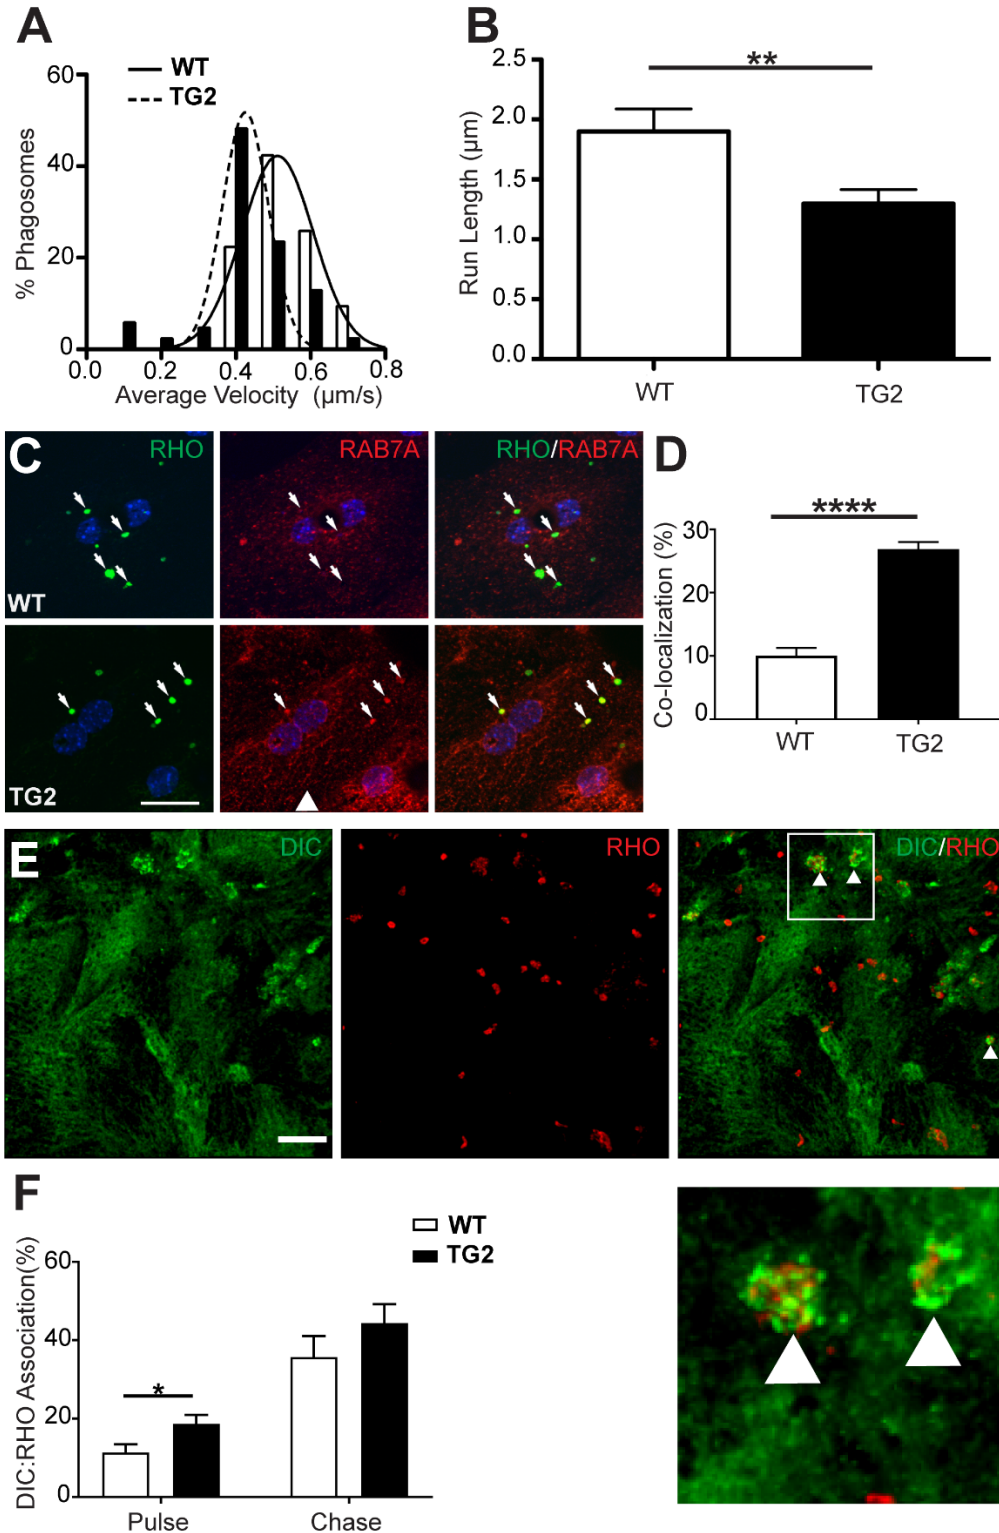 A
WT
TG2
60
40
20
0
% Phagosomes
0.0 0.2 0.4 0.6 0.8
Average Velocity (µm/s)
B
**
2.5
2.0
1.5
1.0
0.5
0.0
Run Length (µm)
WT TG2
C
RHO
RAB7A
RHO/RAB7A
WT
TG2
D
****
30
20
10
0
Co-localization (%)
WT TG2
E
DIC
RHO
DIC/RHO
F
WT
TG2
60
40
20
0
DIC:RHO Association(%)
*
Pulse Chase